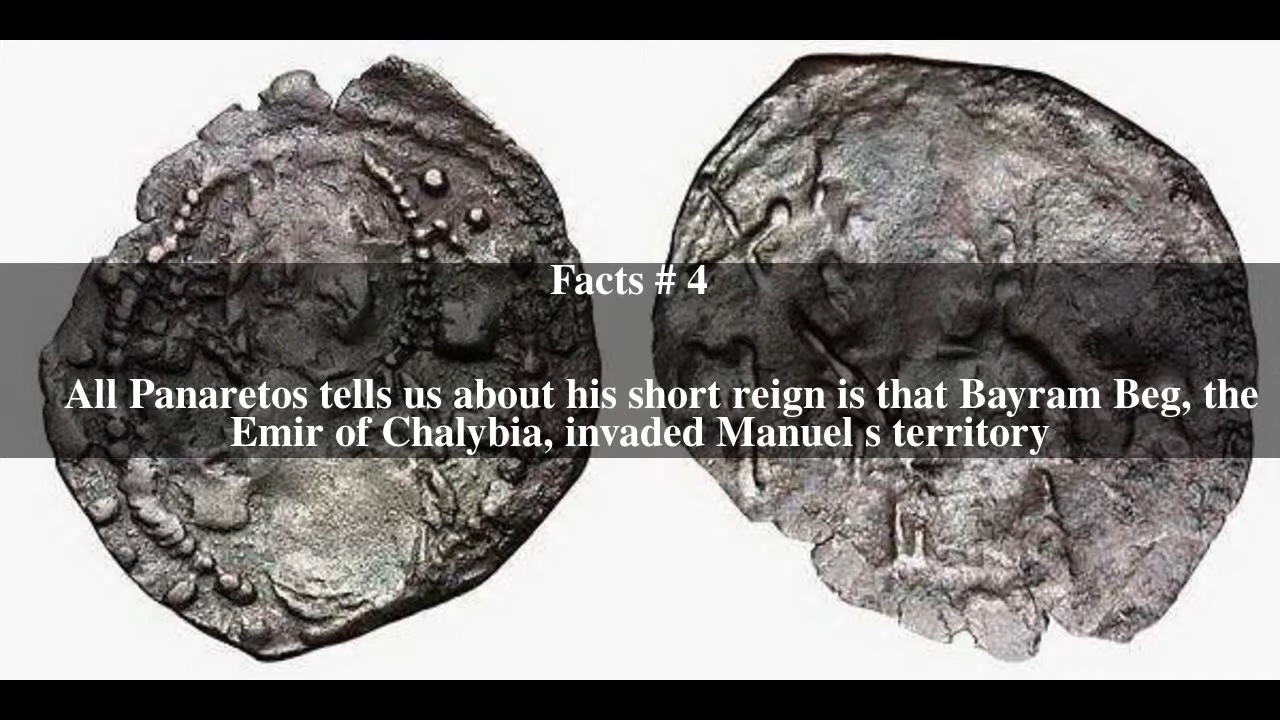 Facts # 4
All Panaretos tells us about his short reign is that Bayram Beg, the
Emir of Chalybia, invaded Manuel s territory